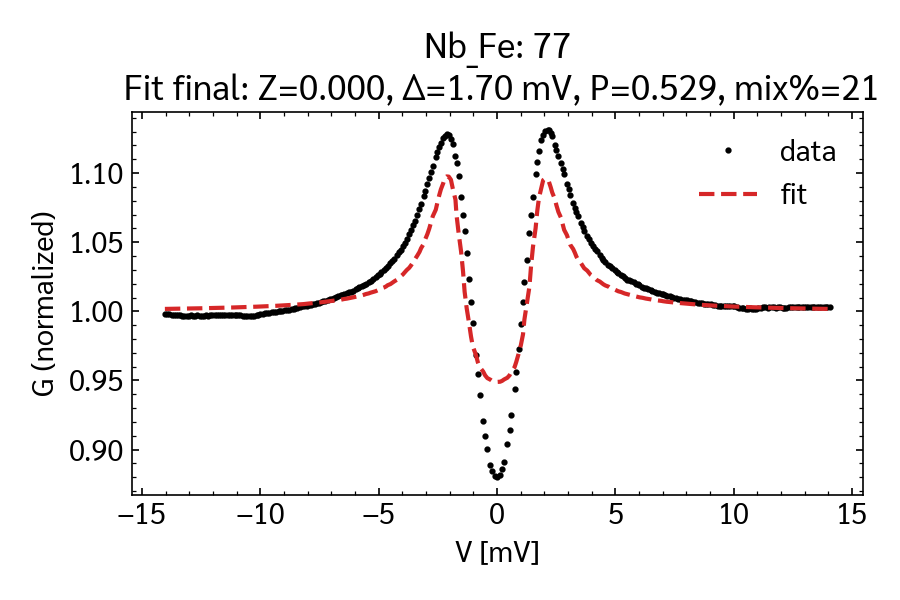 Nb_Fe: 77
Fit final: Z=0.000, Δ=1.70 mV, P=0.529, mix%=21
data
fit
1.10
1.05
1.00
0.95
0.90
G (normalized)
−15
−10
−5
0
5
10
15
V [mV]